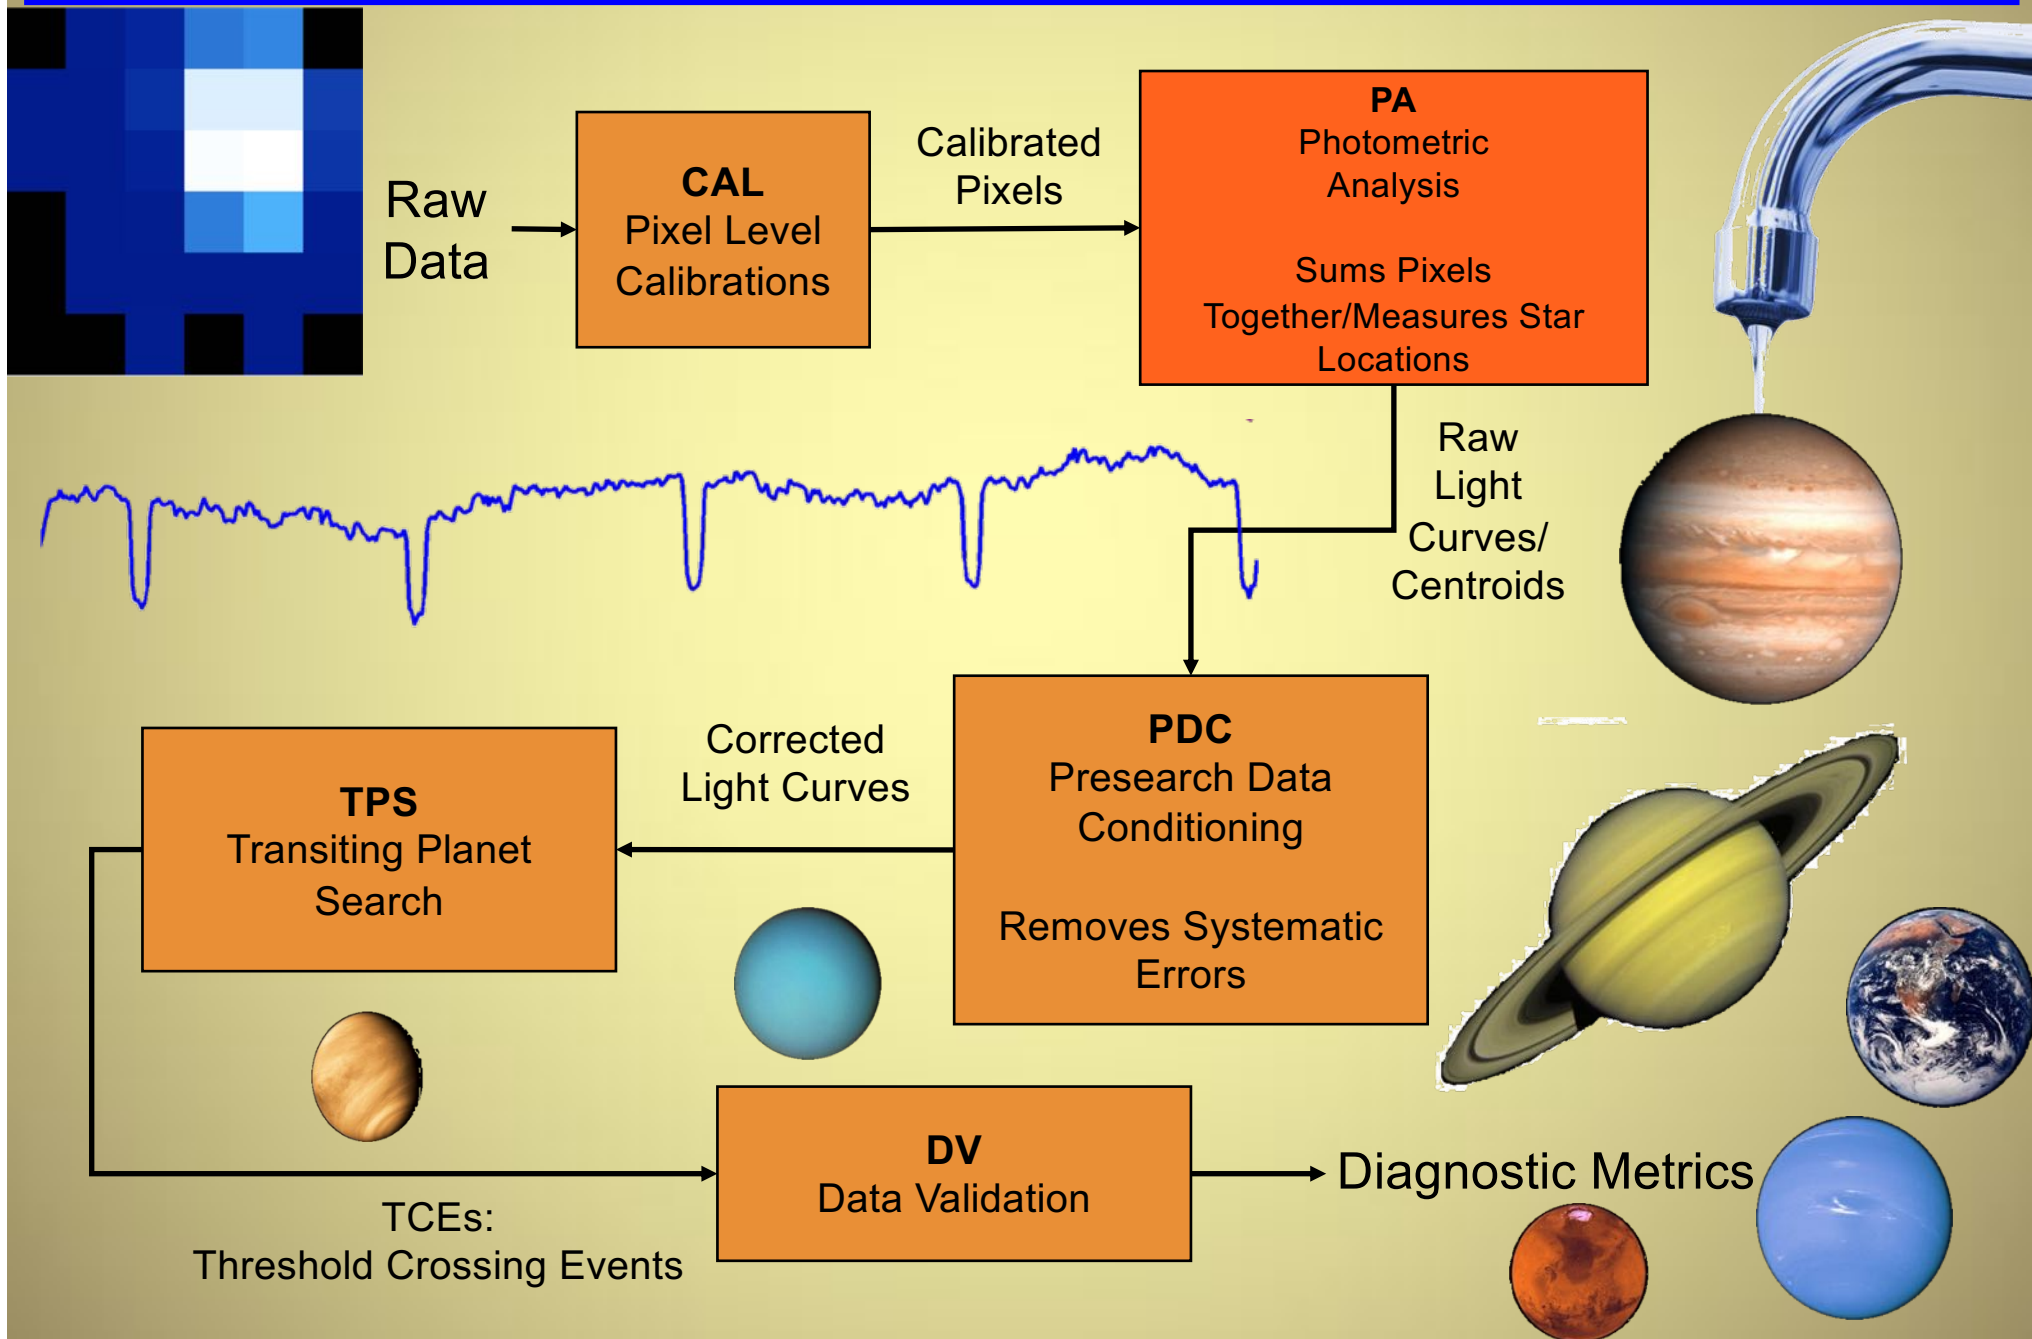 Raw
Data
CAL
Pixel Level
Calibrations
Calibrated
Pixels
PA
Photometric
Analysis
Sums Pixels
Together/Measures Star
Locations
Raw
Light
Curves/
Centroids
PDC
Presearch Data
Conditioning
Removes Systematic
Errors
Corrected
Light Curves
TPS
Transiting Planet
Search
TCEs:
Threshold Crossing Events
DV
Data Validation
Diagnostic Metrics